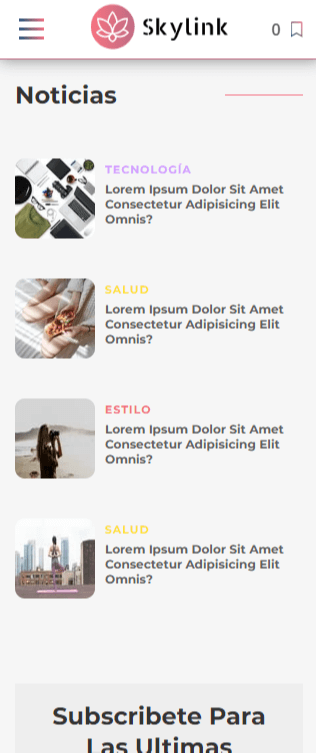 Skylink
0
Noticias
TECNOLOGÍA
Lorem Ipsum Dolor Sit Amet
Consectetur Adipisicing Elit
Omnis?
SALUD
Lorem Ipsum Dolor Sit Amet
Consectetur Adipisicing Elit
Omnis?
ESTILO
Lorem Ipsum Dolor Sit Amet
Consectetur Adipisicing Elit
Omnis?
SALUD
Lorem Ipsum Dolor Sit Amet
Consectetur Adipisicing Elit
Omnis?
Subscribete Para
Las Ultimas